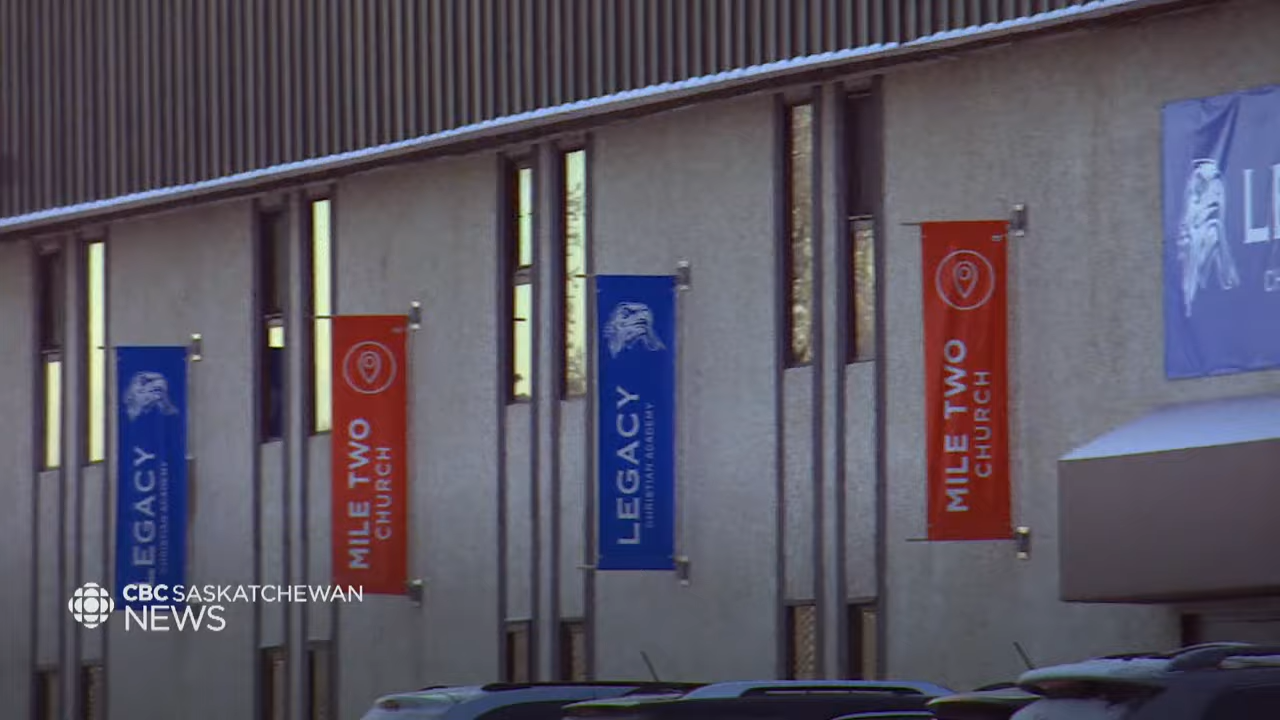 LEGACY
CHRISTIAN ACADEMY
MILE TWO
CHURCH
LEGACY
CHRISTIAN ACADEMY
MILE TWO
CHURCH
CBC SASKATCHEWAN
NEWS